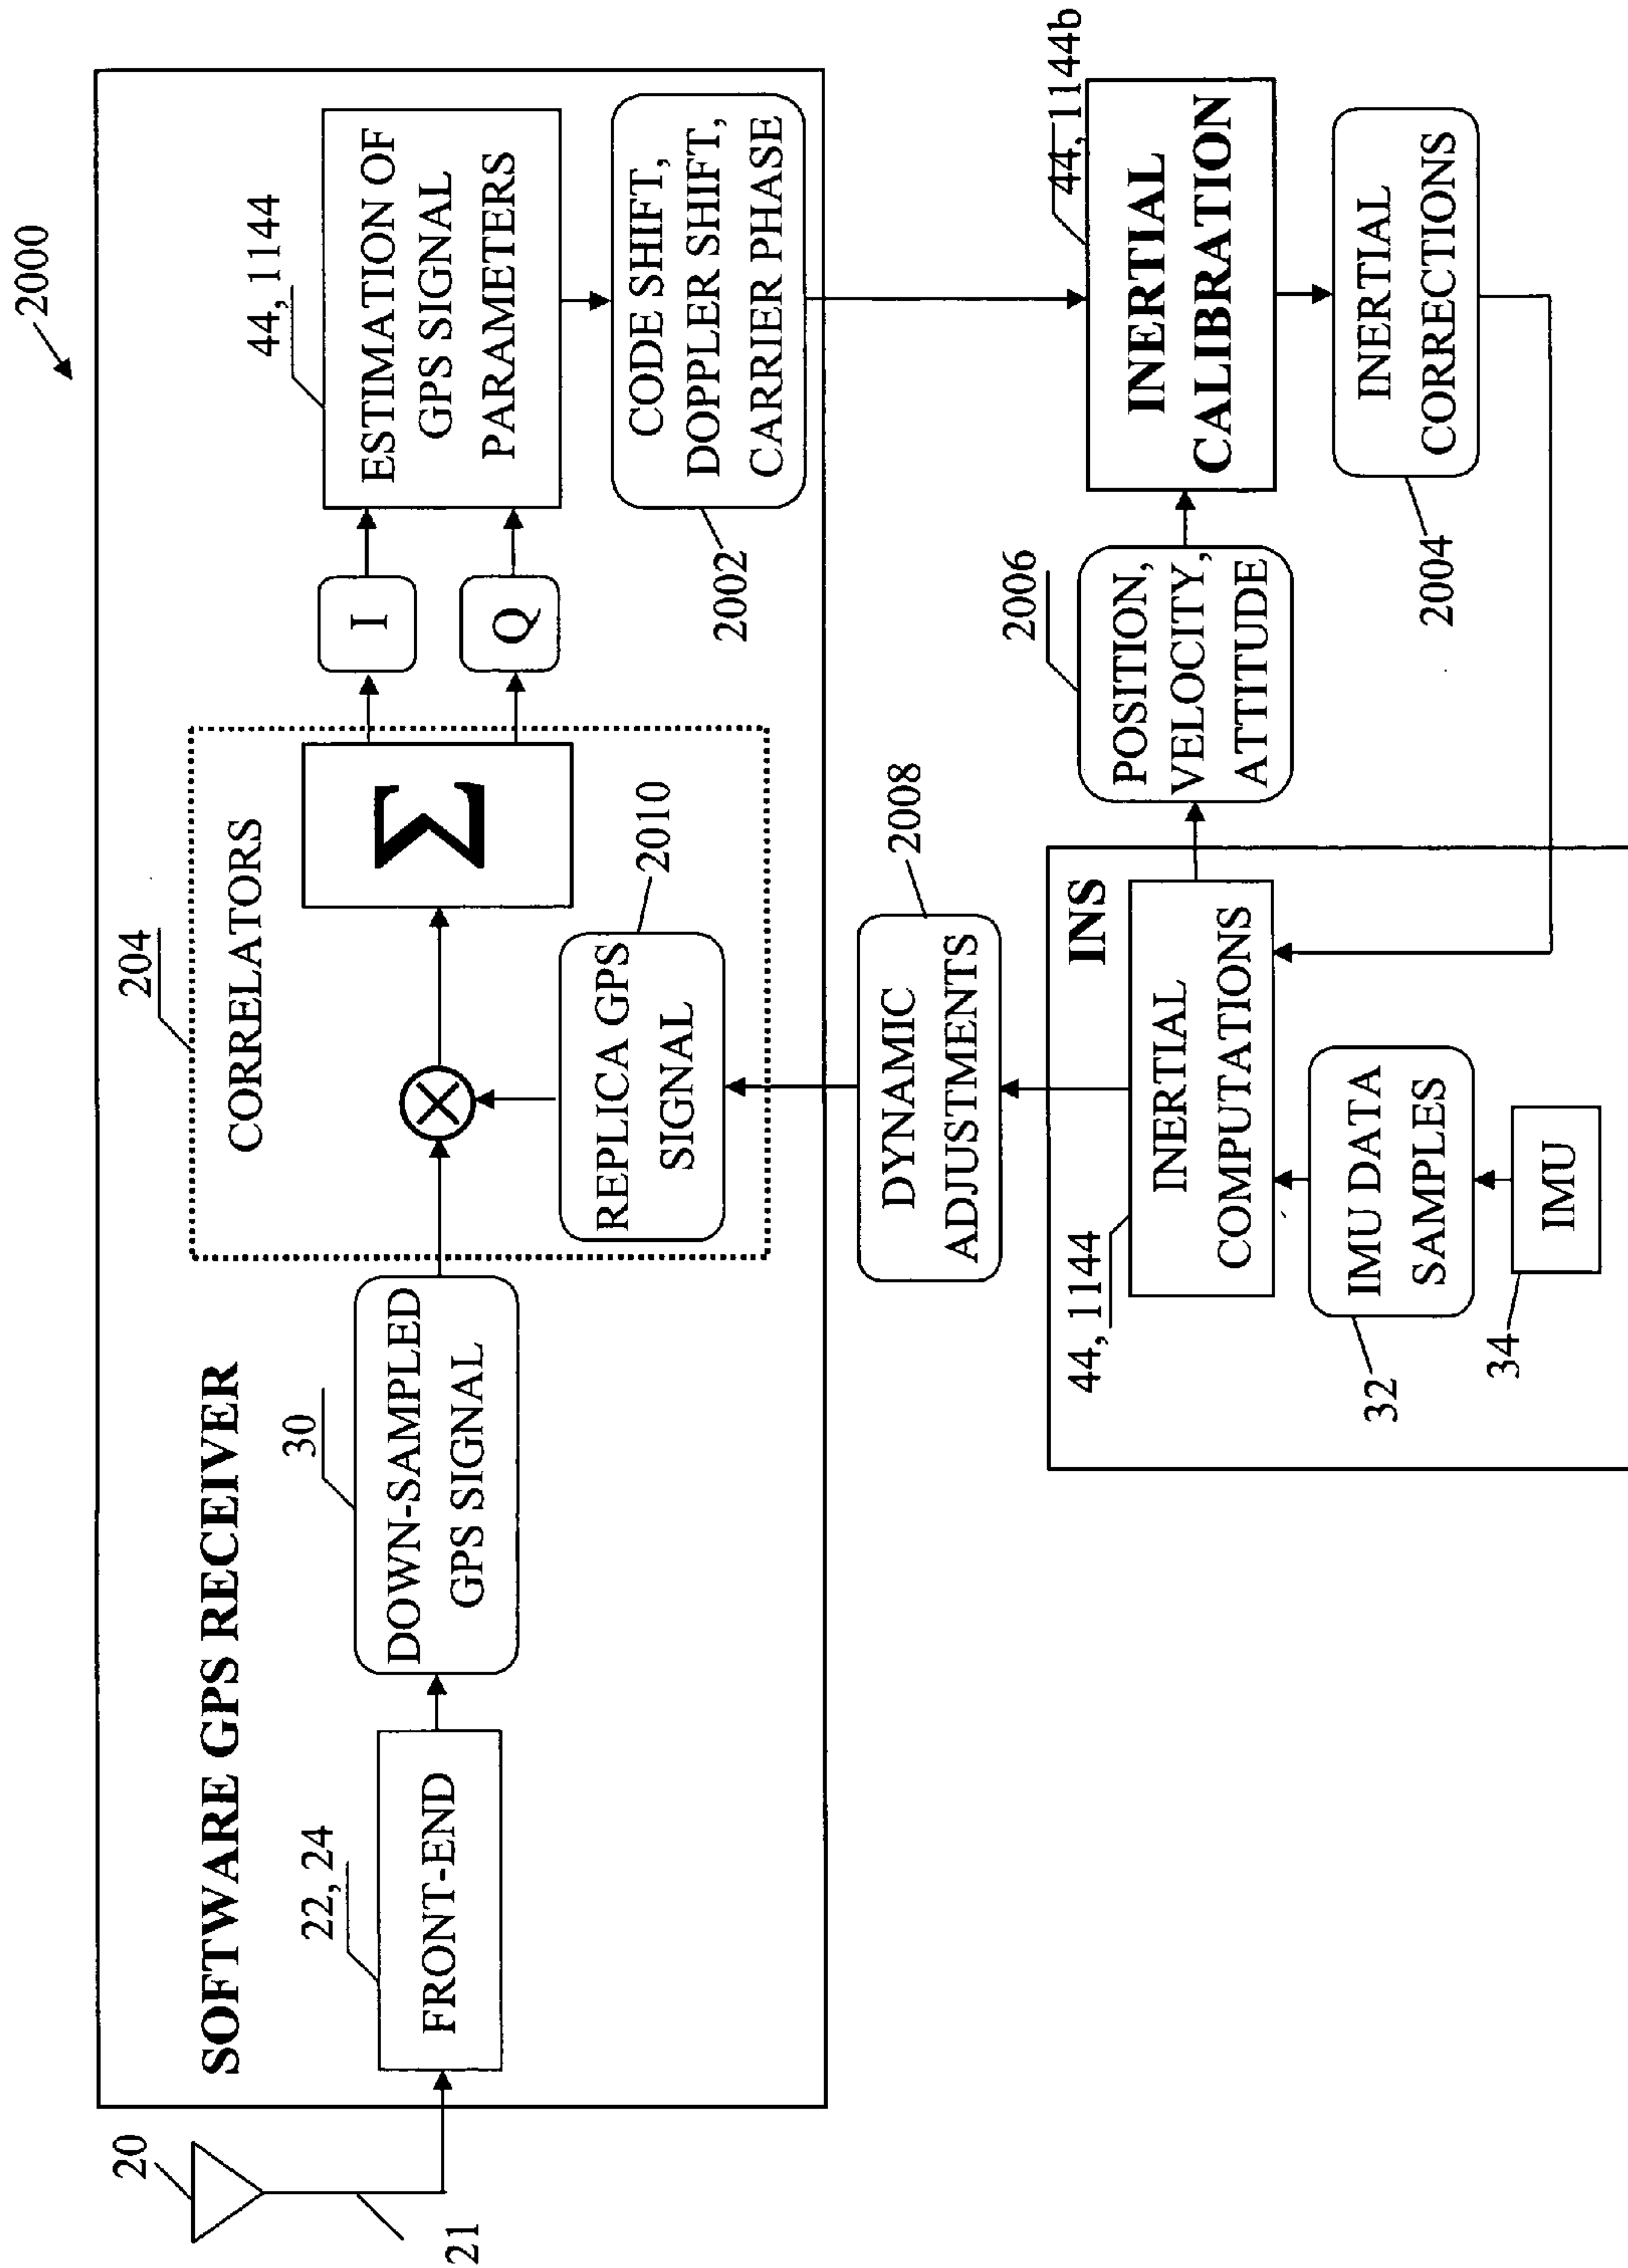 2000
SOFTWARE GPS RECEIVER
20
21
22, 24
FRONT-END
30
DOWN-SAMPLED
GPS SIGNAL
204
CORRELATORS
Σ
REPLICA GPS
SIGNAL
2010
I
Q
44, 1144
ESTIMATION OF
GPS SIGNAL
PARAMETERS
CODE SHIFT,
DOPPLER SHIFT,
CARRIER PHASE
2002
DYNAMIC
ADJUSTMENTS
2008
INS
44, 1144
INERTIAL
COMPUTATIONS
IMU DATA
SAMPLES
32
IMU
34
2006
POSITION,
VELOCITY,
ATTITUDE
44, 1144b
INERTIAL
CALIBRATION
INERTIAL
CORRECTIONS
2004